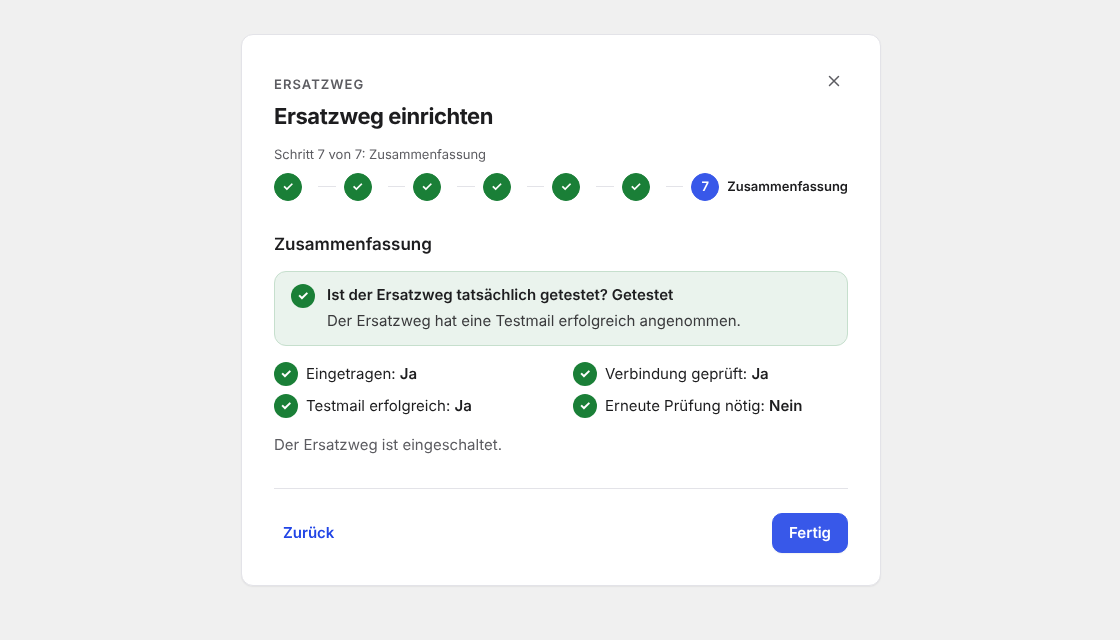 ERSATZWEG
Ersatzweg einrichten
Schritt 7 von 7: Zusammenfassung
7 Zusammenfassung
Zusammenfassung
Ist der Ersatzweg tatsächlich getestet? Getestet
Der Ersatzweg hat eine Testmail erfolgreich angenommen.
Eingetragen: Ja
Verbindung geprüft: Ja
Testmail erfolgreich: Ja
Erneute Prüfung nötig: Nein
Der Ersatzweg ist eingeschaltet.
Zurück
Fertig